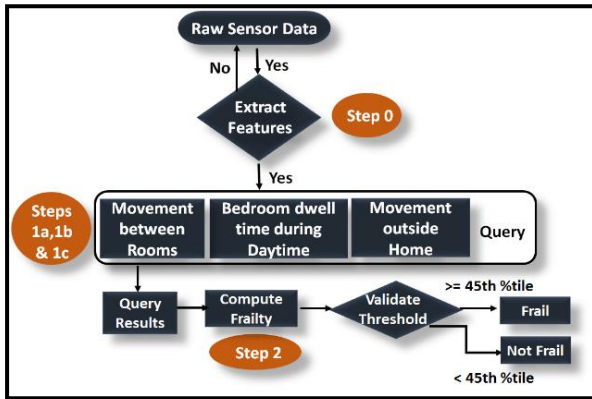 Raw Sensor Data
No
Yes
Extract
Features
Step 0
Yes
Steps
1a,1b
& 1c
Movement
between
Rooms
Bedroom dwell
time during
Daytime
Movement
outside
Home
Query
Query
Results
Compute
Frailty
Validate
Threshold
>= 45th %tile
Frail
Step 2
Not Frail
< 45th %tile